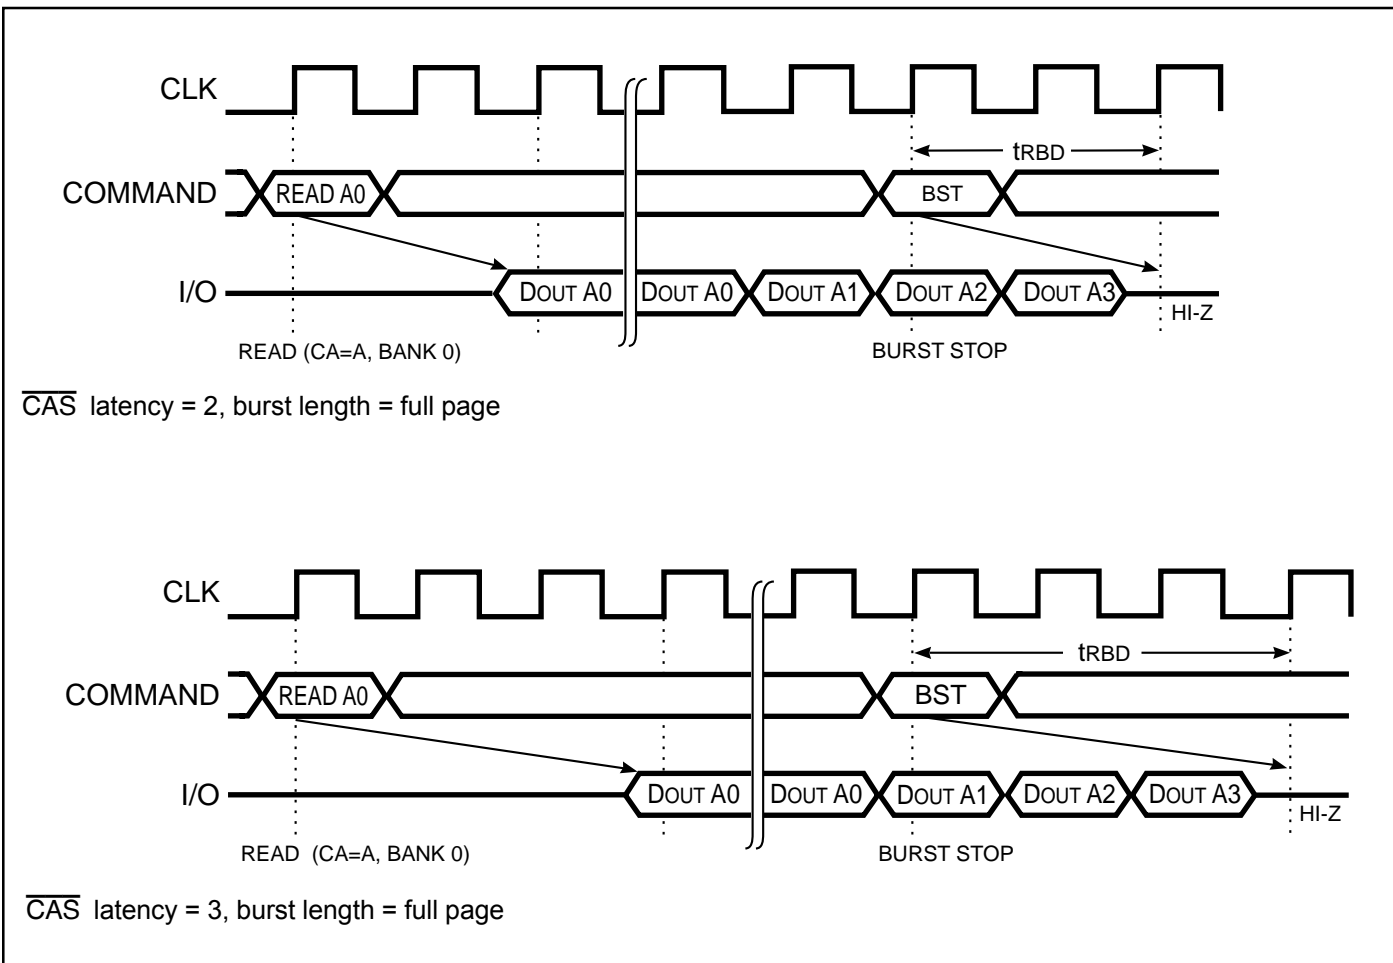 CLK
tRBD
COMMAND READ A0 BST
I/O DOUT A0 DOUT A0 DOUT A1 DOUT A2 DOUT A3
HI-Z
READ (CA=A, BANK 0) BURST STOP
CAS latency = 2, burst length = full page
CLK
tRBD
COMMAND READ A0 BST
I/O DOUT A0 DOUT A0 DOUT A1 DOUT A2 DOUT A3
HI-Z
READ (CA=A, BANK 0) BURST STOP
CAS latency = 3, burst length = full page